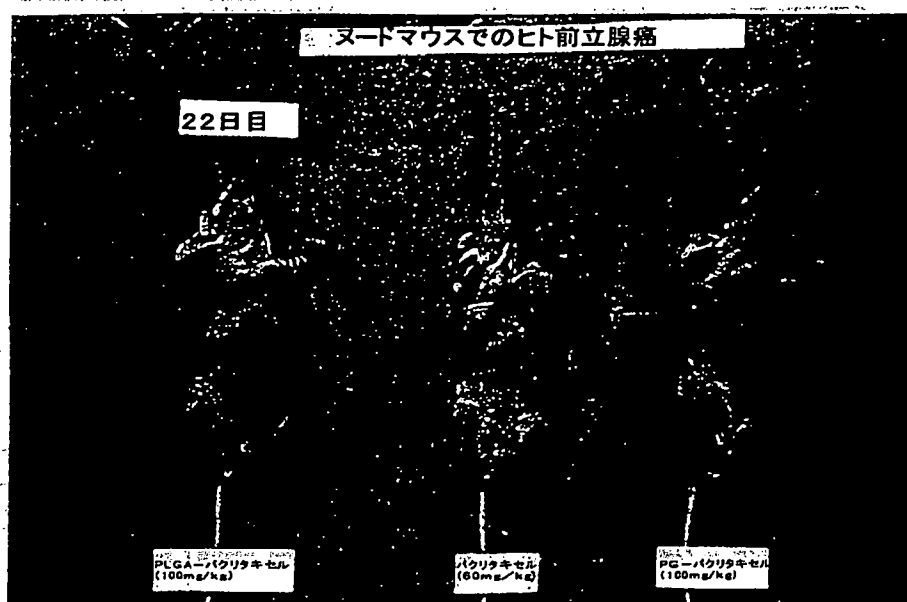 ヌードマウスでのヒト前立腺癌
22日目
PLGA－パクリタキセル
(100mg/kg)
パクリタキセル
(60mg/kg)
PG－パクリタキセル
(100mg/kg)